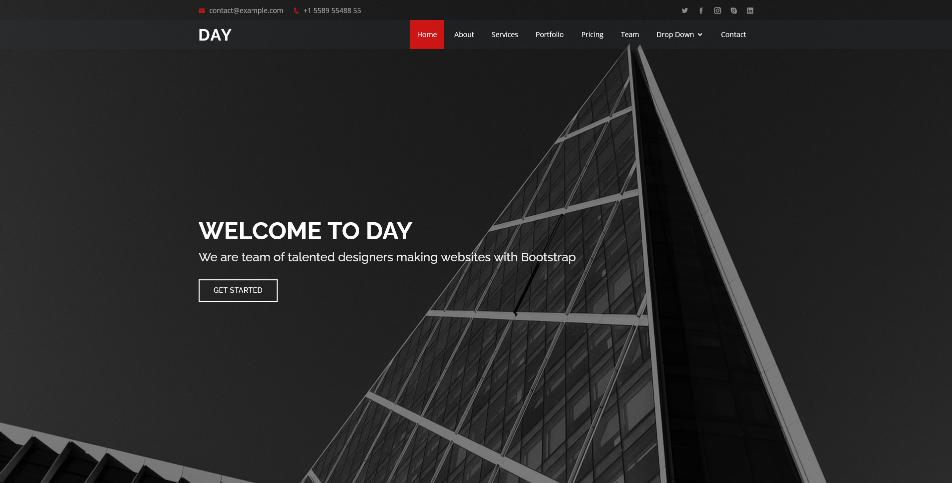 contact@example.com +1 5589 55488 55
DAY Home About Services Portfolio Pricing Team Drop Down Contact
WELCOME TO DAY
We are team of talented designers making websites with Bootstrap
GET STARTED